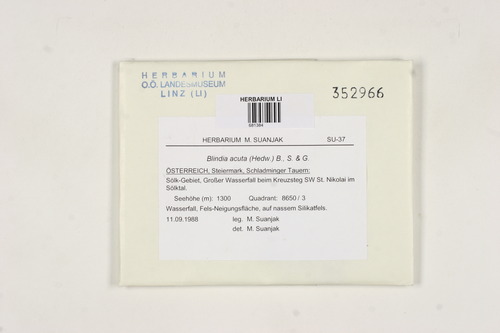 HERBARIUM
O.Ö. LANDESMUSEUM
LINZ (LI)
HERBARIUM LI
352966
HERBARIUM M. SUANJAK SU-37
Blindia acuta (Hedw.) B., S. & G.
ÖSTERREICH, Steiermark, Schladminger Tauern:
Sölk-Gebiet, Großer Wasserfall beim Kreuzsteg SW St. Nikolai im
Sölktal.
Seehöhe (m): 1300 Quadrant: 8650 / 3
Wasserfall, Fels-Neigungsfläche, auf nassem Silikatfels.
11.09.1988 leg. M. Suanjak
det. M. Suanjak